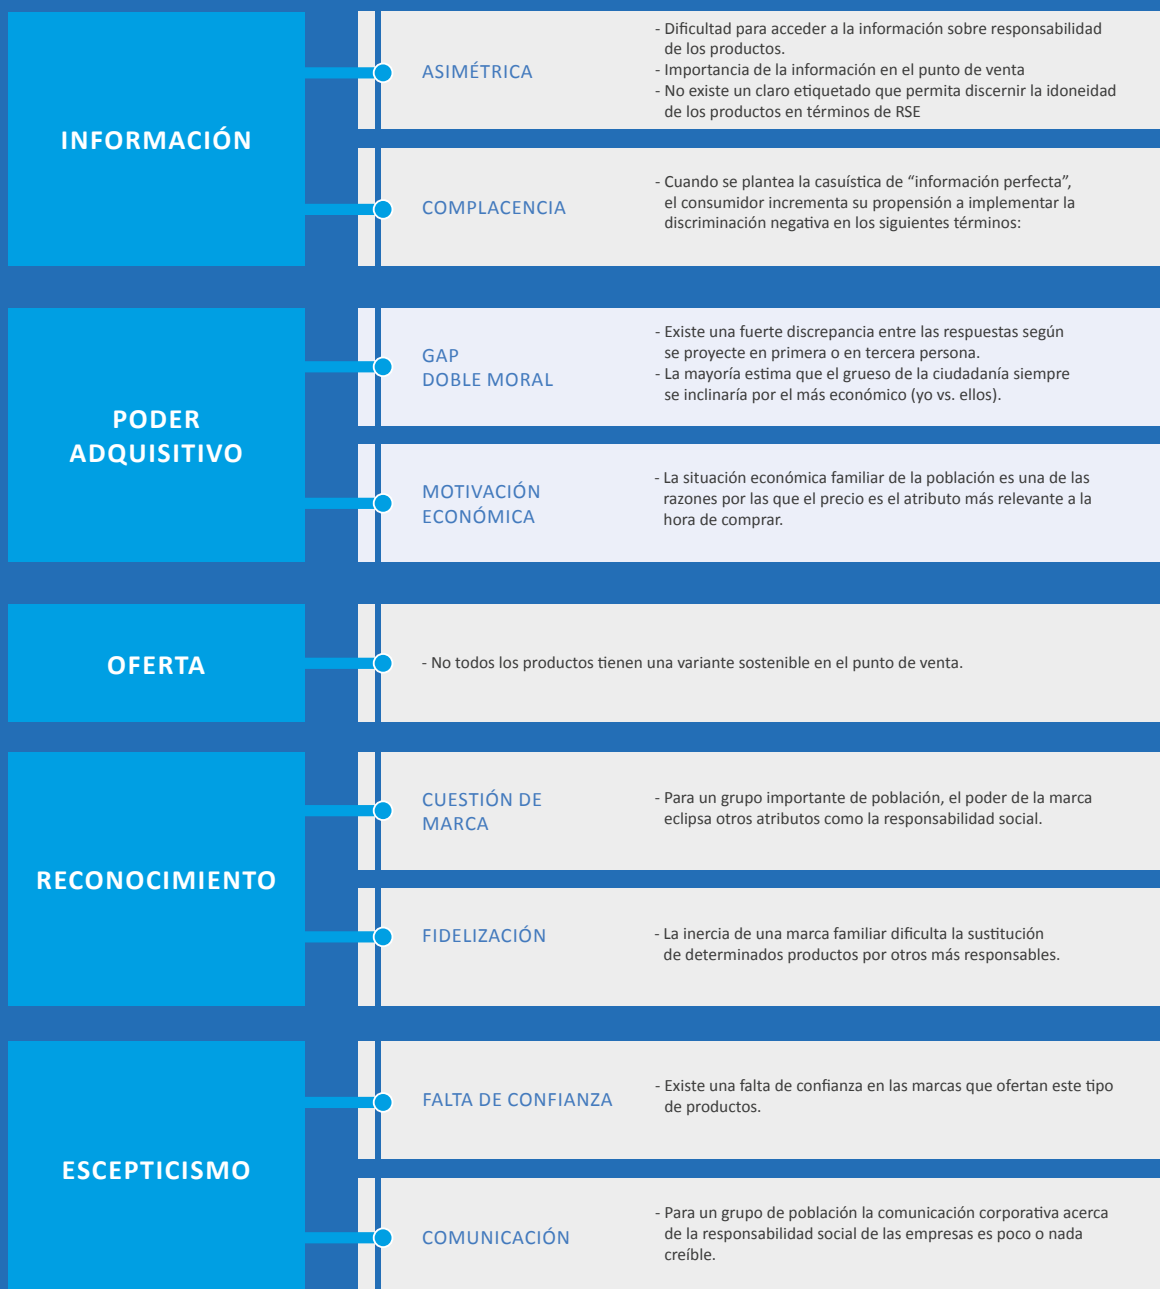 INFORMACIÓN
ASIMÉTRICA
- Dificultad para acceder a la información sobre responsabilidad
de los productos.
- Importancia de la información en el punto de venta
- No existe un claro etiquetado que permita discernir la idoneidad
de los productos en términos de RSE
COMPLACENCIA
- Cuando se plantea la casuística de “información perfecta”,
el consumidor incrementa su propensión a implementar la
discriminación negativa en los siguientes términos:
PODER
ADQUISITIVO
GAP
DOBLE MORAL
- Existe una fuerte discrepancia entre las respuestas según
se proyecte en primera o en tercera persona.
- La mayoría estima que el grueso de la ciudadanía siempre
se inclinaría por el más económico (yo vs. ellos).
MOTIVACIÓN
ECONÓMICA
- La situación económica familiar de la población es una de las
razones por las que el precio es el atributo más relevante a la
hora de comprar.
OFERTA
- No todos los productos tienen una variante sostenible en el punto de venta.
RECONOCIMIENTO
CUESTIÓN DE
MARCA
- Para un grupo importante de población, el poder de la marca
eclipsa otros atributos como la responsabilidad social.
FIDELIZACIÓN
- La inercia de una marca familiar dificulta la sustitución
de determinados productos por otros más responsables.
ESCEPTICISMO
FALTA DE CONFIANZA
- Existe una falta de confianza en las marcas que ofertan este tipo
de productos.
COMUNICACIÓN
- Para un grupo de población la comunicación corporativa acerca
de la responsabilidad social de las empresas es poco o nada
creíble.